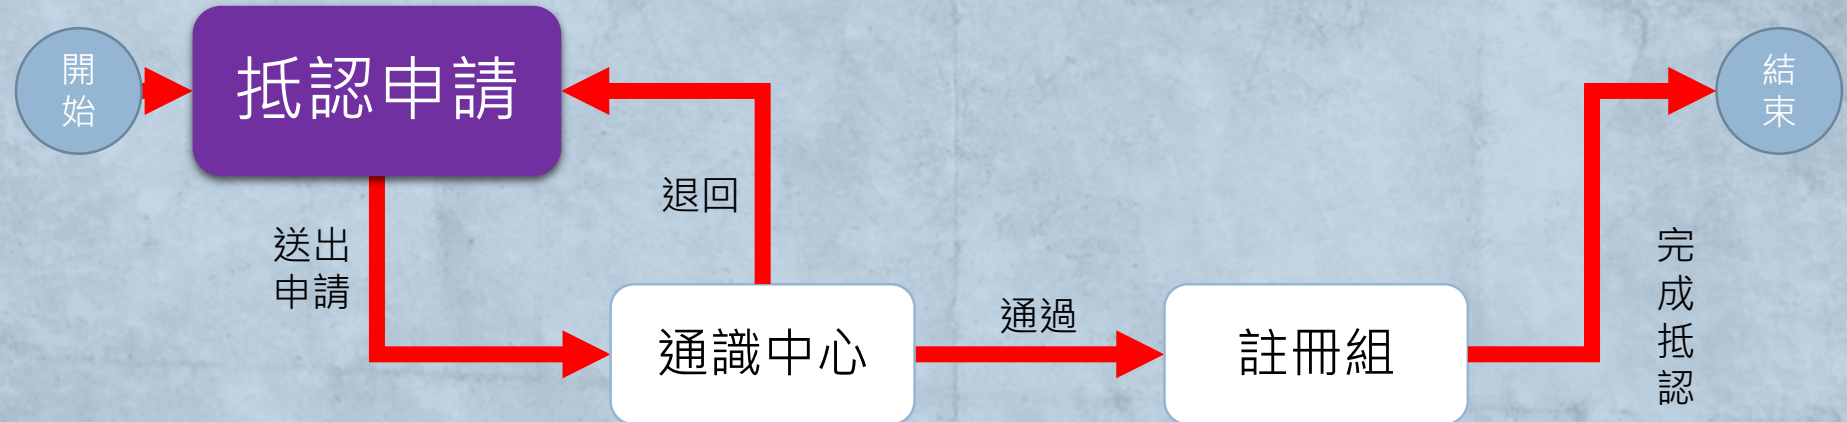 開
始
抵認申請
結
束
退回
送出
申請
完
成
抵
認
通過
通識中心
註冊組